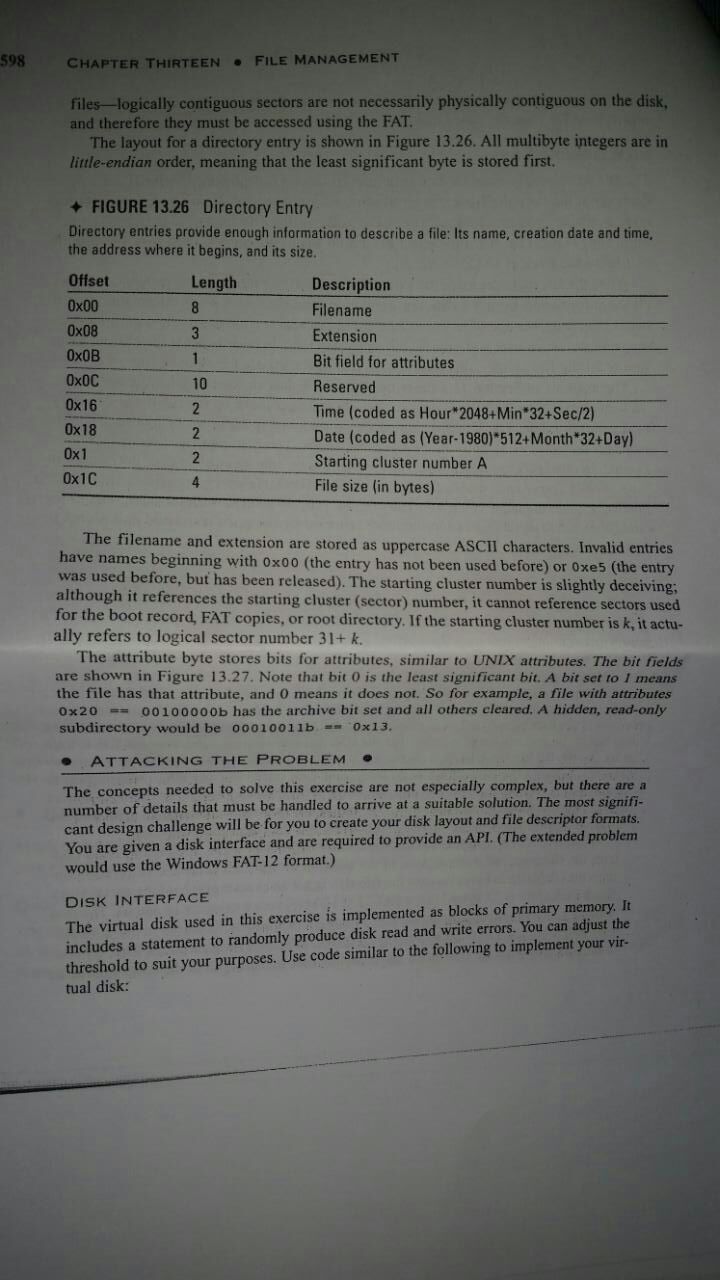 598 CHAPTER THIRTEEN • FILE MANAGEMENT
files—logically contiguous sectors are not necessarily physically contiguous on the disk,
and therefore they must be accessed using the FAT.
The layout for a directory entry is shown in Figure 13.26. All multibyte integers are in
little-endian order, meaning that the least significant byte is stored first.
✦ FIGURE 13.26 Directory Entry
Directory entries provide enough information to describe a file: Its name, creation date and time,
the address where it begins, and its size.
Offset Length Description
0x00 8 Filename
0x08 3 Extension
0x0B 1 Bit field for attributes
0x0C 10 Reserved
0x16 2 Time (coded as Hour*2048+Min*32+Sec/2)
0x18 2 Date (coded as (Year-1980)*512+Month*32+Day)
0x1 2 Starting cluster number A
0x1C 4 File size (in bytes)
The filename and extension are stored as uppercase ASCII characters. Invalid entries
have names beginning with 0x00 (the entry has not been used before) or 0xe5 (the entry
was used before, but has been released). The starting cluster number is slightly deceiving;
although it references the starting cluster (sector) number, it cannot reference sectors used
for the boot record, FAT copies, or root directory. If the starting cluster number is k, it actu-
ally refers to logical sector number 31+ k.
The attribute byte stores bits for attributes, similar to UNIX attributes. The bit fields
are shown in Figure 13.27. Note that bit 0 is the least significant bit. A bit set to 1 means
the file has that attribute, and 0 means it does not. So for example, a file with attributes
0x20 == 00100000b has the archive bit set and all others cleared. A hidden, read-only
subdirectory would be 00010011b == 0x13.
• ATTACKING THE PROBLEM •
The concepts needed to solve this exercise are not especially complex, but there are a
number of details that must be handled to arrive at a suitable solution. The most signifi-
cant design challenge will be for you to create your disk layout and file descriptor formats.
You are given a disk interface and are required to provide an API. (The extended problem
would use the Windows FAT-12 format.)
DISK INTERFACE
The virtual disk used in this exercise is implemented as blocks of primary memory. It
includes a statement to randomly produce disk read and write errors. You can adjust the
threshold to suit your purposes. Use code similar to the following to implement your vir-
tual disk: